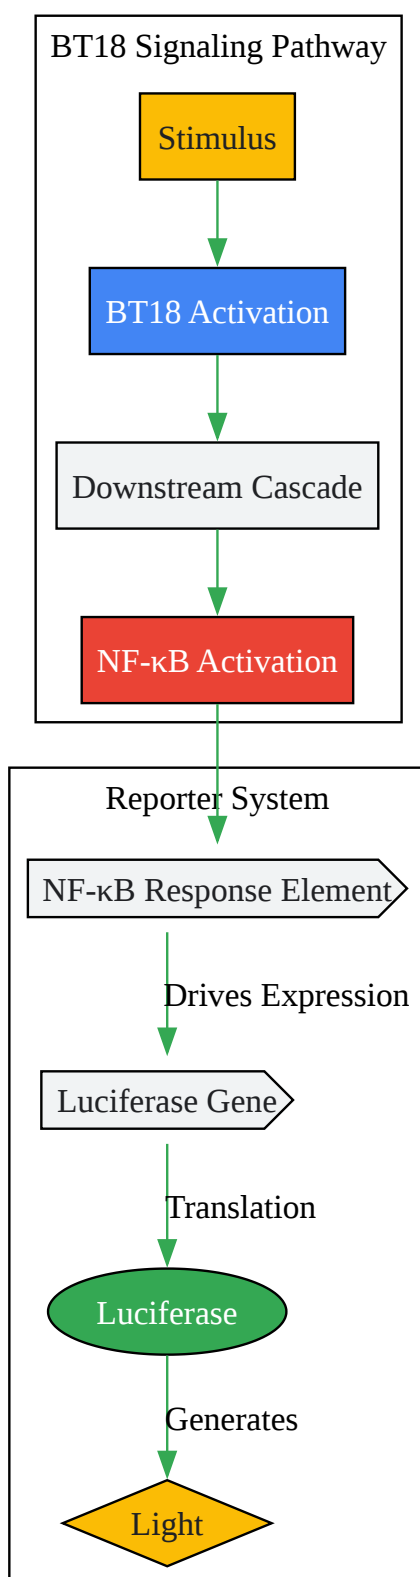 BT18 Signaling Pathway
Stimulus
BT18 Activation
Downstream Cascade
NF-κB Activation
Reporter System
NF-κB Response Element
Drives Expression
Luciferase Gene
Translation
Luciferase
Generates
Light